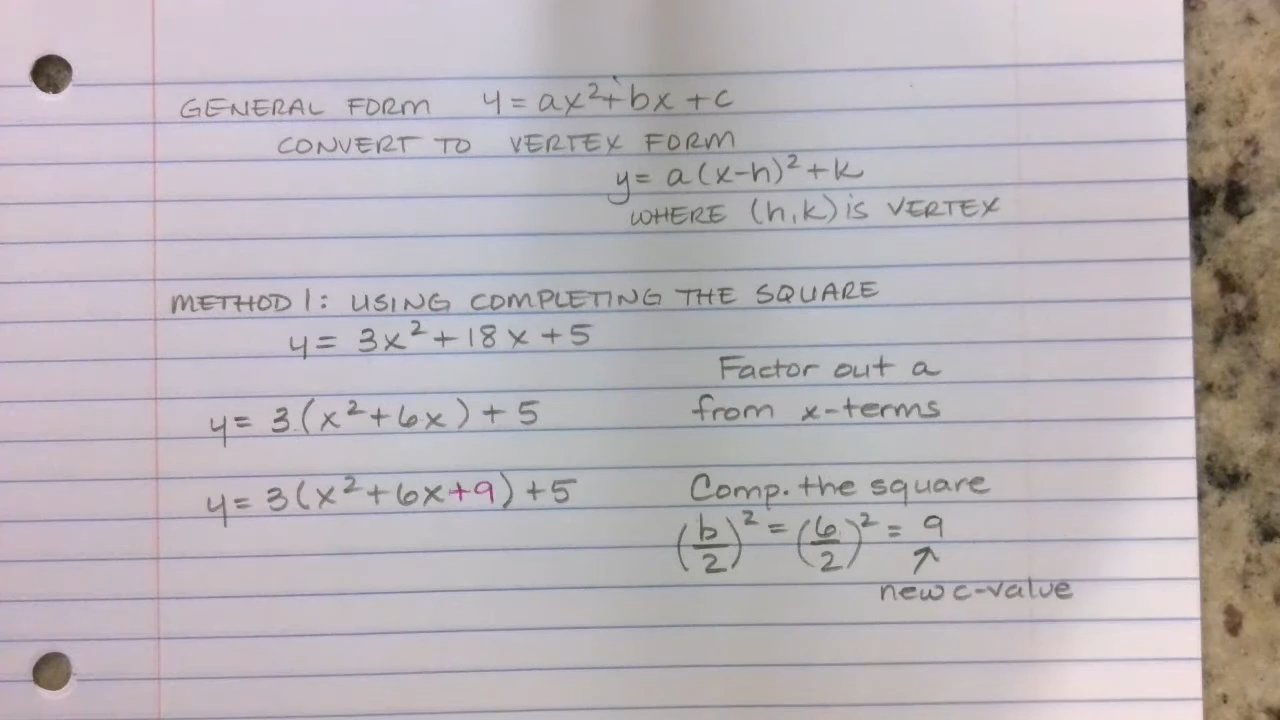 GENERAL FORM y = ax²+bx+c
CONVERT TO VERTEX FORM
y= a(x-h)²+k
WHERE (h,k) is VERTEX
METHOD 1: USING COMPLETING THE SQUARE
y= 3x²+18x+5
Factor out a
y= 3(x²+6x)+5 from x-terms
y= 3(x²+6x+9)+5 Comp. the square
(b/2)² = (6/2)² = 9
↑
new c-value